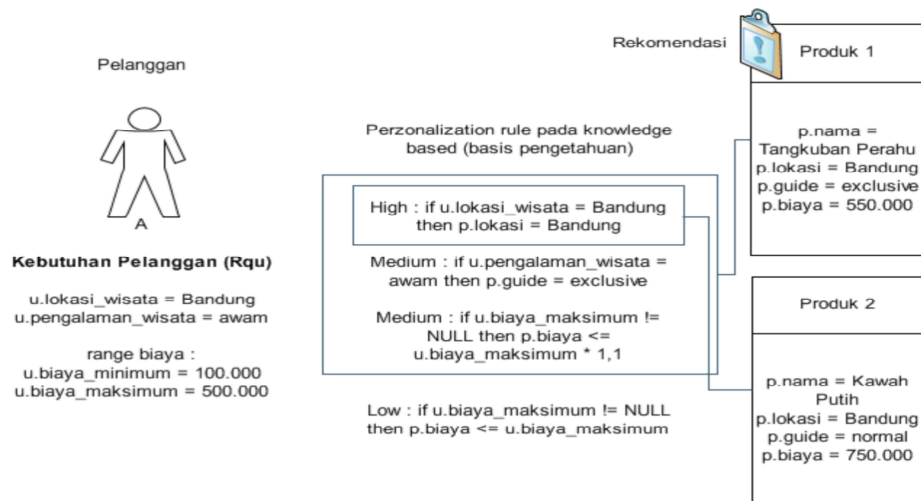 Pelanggan
A
Kebutuhan Pelanggan (Rqu)
u.lokasi_wisata = Bandung
u.pengalaman_wisata = awam
range biaya :
u.biaya_minimum = 100.000
u.biaya_maksimum = 500.000
Perzonalization rule pada knowledge
based (basis pengetahuan)
High : if u.lokasi_wisata = Bandung
then p.lokasi = Bandung
Medium : if u.pengalaman_wisata =
awam then p.guide = exclusive
Medium : if u.biaya_maksimum !=
NULL then p.biaya <=
u.biaya_maksimum * 1,1
Low : if u.biaya_maksimum != NULL
then p.biaya <= u.biaya_maksimum
Rekomendasi
Produk 1
p.nama =
Tangkuban Perahu
p.lokasi = Bandung
p.guide = exclusive
p.biaya = 550.000
Produk 2
p.nama = Kawah
Putih
p.lokasi = Bandung
p.guide = normal
p.biaya = 750.000